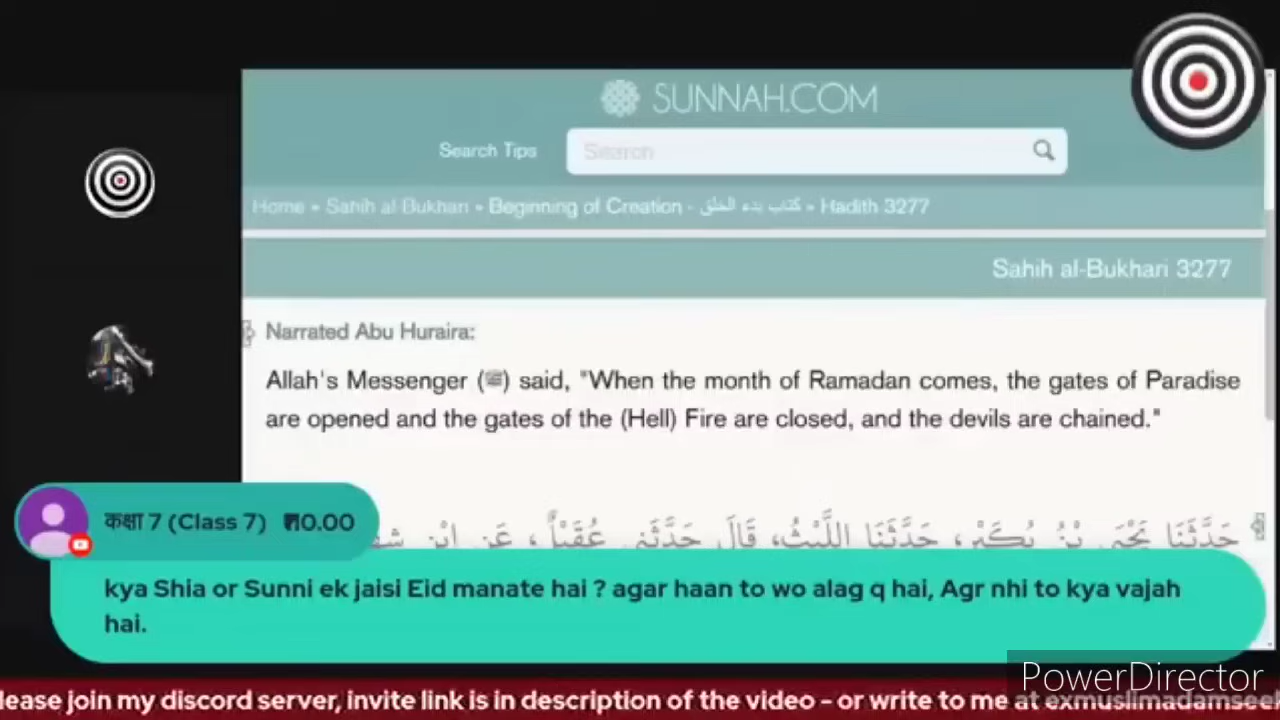 SUNNAH.COM
Search Tips
Search
Home » Sahih al-Bukhari » Beginning of Creation - كتاب بدء الخلق » Hadith 3277
Sahih al-Bukhari 3277
Narrated Abu Huraira:
Allah's Messenger (ﷺ) said, "When the month of Ramadan comes, the gates of Paradise
are opened and the gates of the (Hell) Fire are closed, and the devils are chained."
कक्षा 7 (Class 7) 10.00
حَدَّثَنَا يَحْيَى بْنُ بُكَيْرٍ، حَدَّثَنَا اللَّيْثُ، قَالَ حَدَّثَنِي عُقَيْلٌ، عَنِ ابْنِ
kya Shia or Sunni ek jaisi Eid manate hai ? agar haan to wo alag q hai, Agr nhi to kya vajah
hai.
PowerDirector
lease join my discord server, invite link is in description of the video - or write to me at exmuslimadamsee